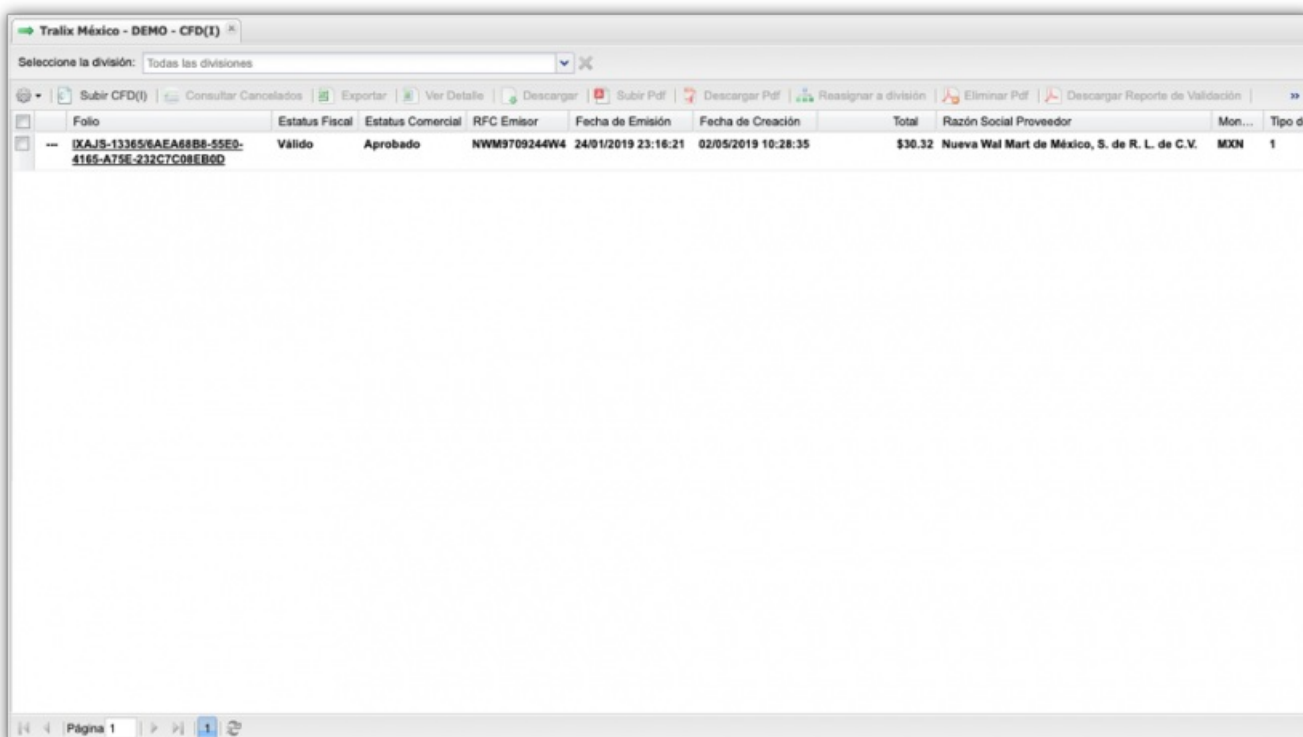 Tralix México - DEMO - CFD(I)
Seleccione la división: Todas las divisiones
Subir CFD(I) Consultar Cancelados Exportar Ver Detalle Descargar Subir Pdf Descargar Pdf Reasignar a división Eliminar Pdf Descargar Reporte de Validación »
Folio Estatus Fiscal Estatus Comercial RFC Emisor Fecha de Emisión Fecha de Creación Total Razón Social Proveedor Mon... Tipo d
--- IXAJS-13365/6AEA68B8-55E0- Válido Aprobado NWM9709244W4 24/01/2019 23:16:21 02/05/2019 10:28:35 $30.32 Nueva Wal Mart de México, S. de R. L. de C.V. MXN 1
4165-A75E-232C7C08EB0D
Página 1 1